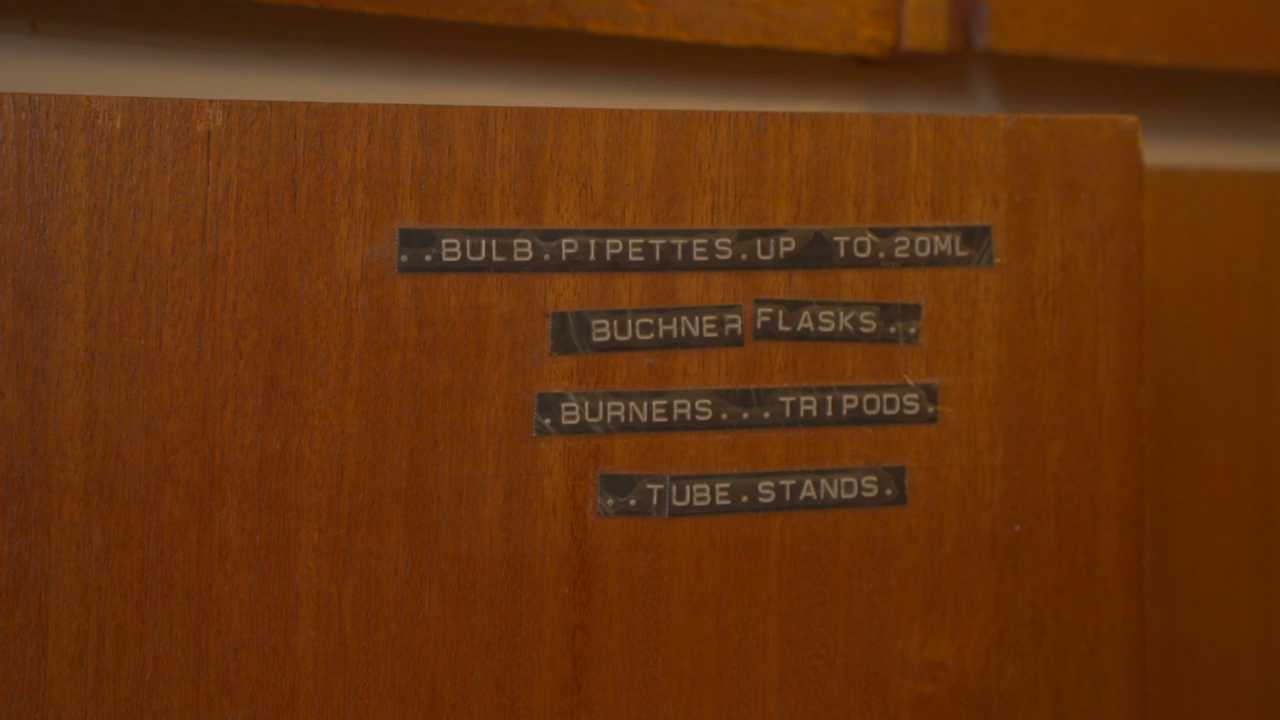 ..BULB.PIPETTES.UP TO.20ML
BUCHNER FLASKS..
.BURNERS...TRIPODS.
..TUBE.STANDS.